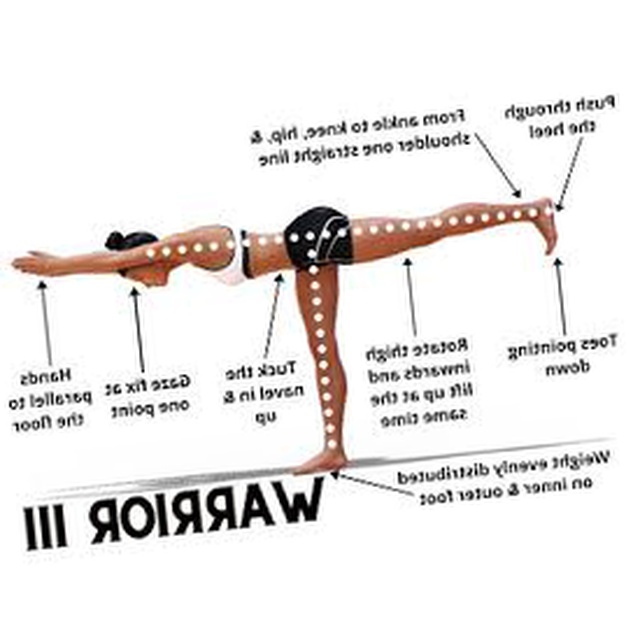 Push through
the heel
From ankle to knee, hip, &
shoulder one straight line
Toes pointing
down
Rotate thigh
inwards and
lift up at the
same time
Tuck the
navel in &
up
Gaze fix at
one point
Hands
parallel to
the floor
Weight evenly distributed
on inner & outer foot
WARRIOR III